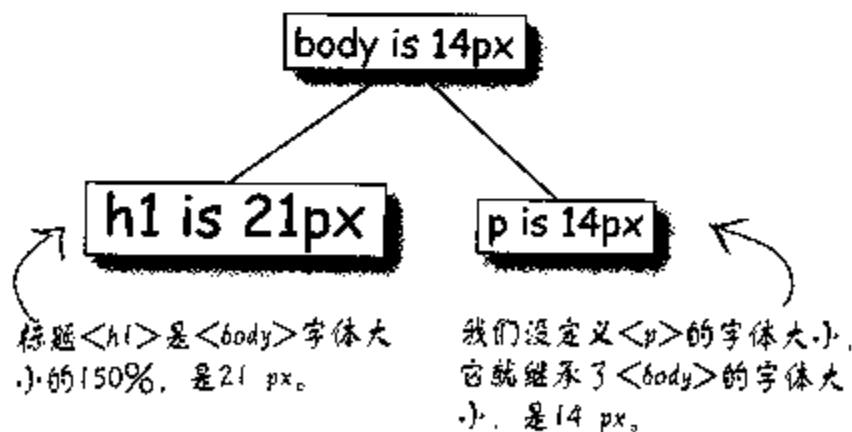 body is 14px
h1 is 21px
p is 14px
标题<h1>是<body>字体大
小的150%，是21 px。
我们没定义<p>的字体大小，
它就继承了<body>的字体大
小，是14 px。